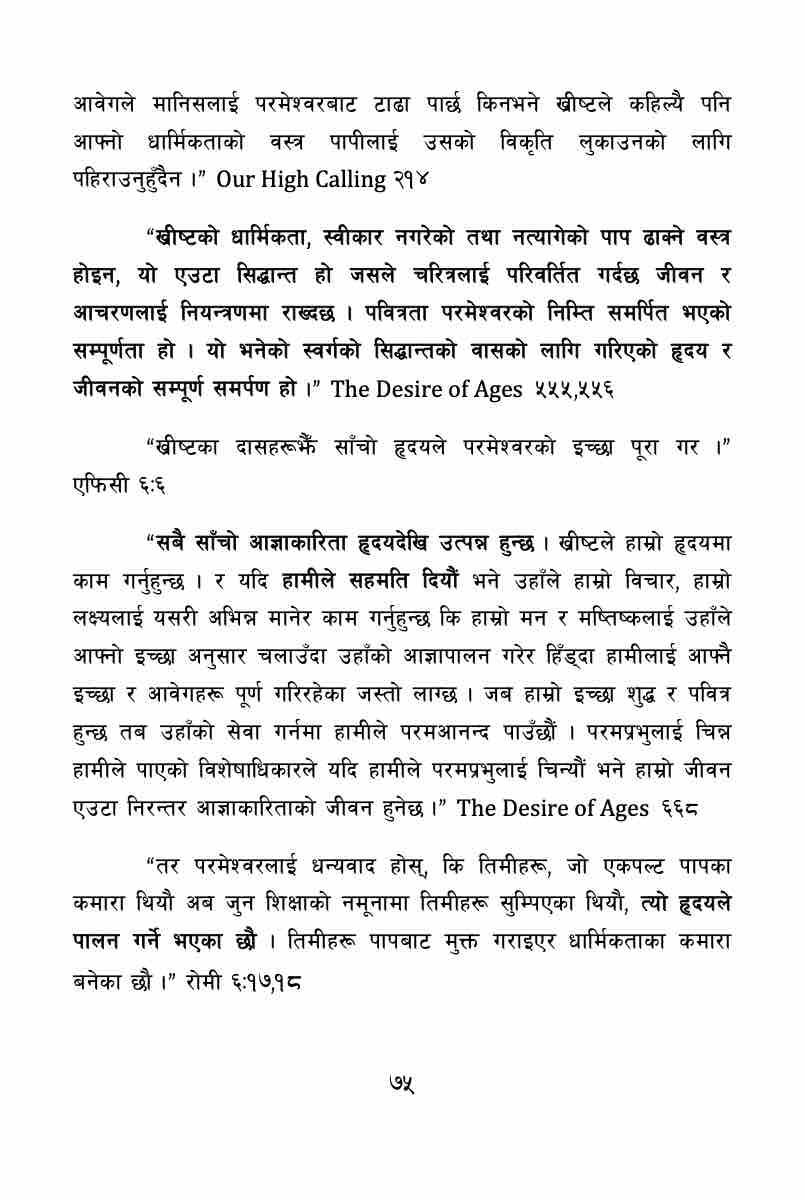 आवेगले मानिसलाई परमेश्वरबाट टाढा पार्छ किनभने ख्रीष्टले कहिल्यै पनि
आफ्नो धार्मिकताको वस्त्र पापीलाई उसको विकृति लुकाउनको लागि
पहिराउनुहुँदैन ।” Our High Calling २१४
“ख्रीष्टको धार्मिकता, स्वीकार नगरेको तथा नत्यागेको पाप ढाक्ने वस्त्र
होइन, यो एउटा सिद्धान्त हो जसले चरित्रलाई परिवर्तित गर्दछ जीवन र
आचरणलाई नियन्त्रणमा राख्दछ । पवित्रता परमेश्वरको निम्ति समर्पित भएको
सम्पूर्णता हो । यो भनेको स्वर्गको सिद्धान्तको वासको लागि गरिएको हृदय र
जीवनको सम्पूर्ण समर्पण हो ।” The Desire of Ages ५५५,५५६
“ख्रीष्टका दासहरूझैँ साँचो हृदयले परमेश्वरको इच्छा पूरा गर ।”
एफिसी ६:६
“सबै साँचो आज्ञाकारिता हृदयदेखि उत्पन्न हुन्छ । ख्रीष्टले हाम्रो हृदयमा
काम गर्नुहुन्छ । र यदि हामीले सहमति दियौं भने उहाँले हाम्रो विचार, हाम्रो
लक्ष्यलाई यसरी अभिन्न मानेर काम गर्नुहुन्छ कि हाम्रो मन र मष्तिष्कलाई उहाँले
आफ्नो इच्छा अनुसार चलाउँदा उहाँको आज्ञापालन गरेर हिँड्दा हामीलाई आफ्नै
इच्छा र आवेगहरू पूर्ण गरिरहेका जस्तो लाग्छ । जब हाम्रो इच्छा शुद्ध र पवित्र
हुन्छ तब उहाँको सेवा गर्नमा हामीले परमआनन्द पाउँछौं । परमप्रभुलाई चिन्न
हामीले पाएको विशेषाधिकारले यदि हामीले परमप्रभुलाई चिन्यौं भने हाम्रो जीवन
एउटा निरन्तर आज्ञाकारिताको जीवन हुनेछ ।” The Desire of Ages ६६८
“तर परमेश्वरलाई धन्यवाद होस्, कि तिमीहरू, जो एकपल्ट पापका
कमारा थियौ अब जुन शिक्षाको नमूनामा तिमीहरू सुम्पिएका थियौ, त्यो हृदयले
पालन गर्ने भएका छौ । तिमीहरू पापबाट मुक्त गराइएर धार्मिकताका कमारा
बनेका छौ ।” रोमी ६:१७,१८
७५